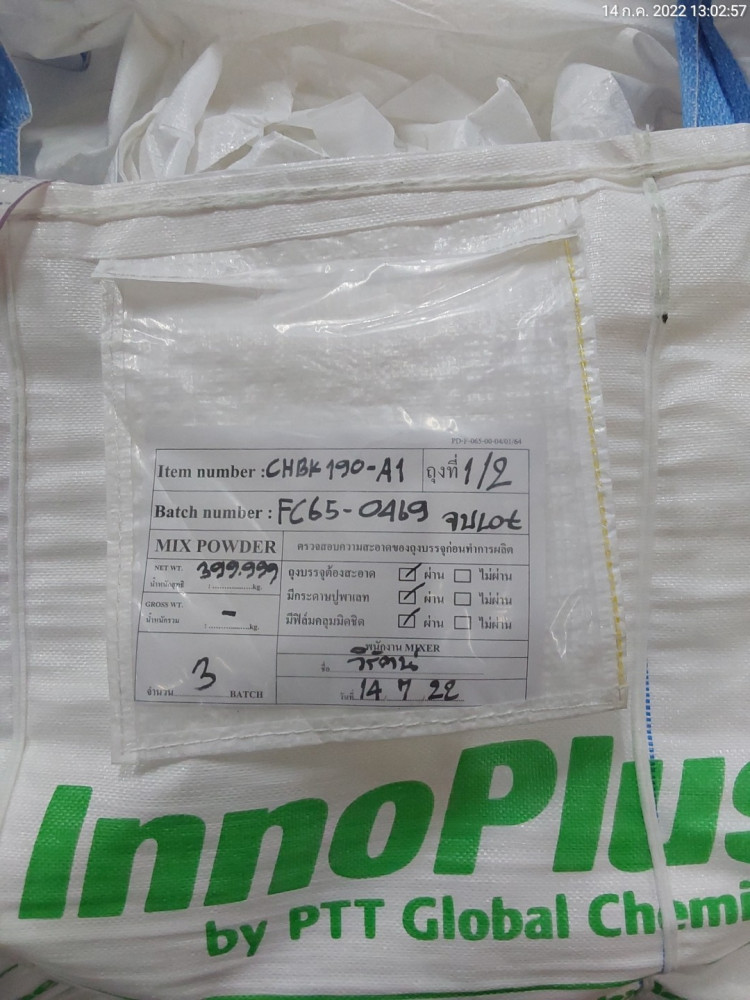 14 ก.ค. 2022 13:02:57
PD-F-065-00-04/01/64
Item number : CHBK190-A1 ถุงที่ 1/2
Batch number : FC65-0469 จบLot
MIX POWDER ตรวจสอบความสะอาดของถุงบรรจุก่อนทำการผลิต
NET WT. 399.999 ถุงบรรจุต้องสะอาด ผ่าน ไม่ผ่าน
น้ำหนักสุทธิ :..............kg. มีกระดาษปูพาเลท ผ่าน ไม่ผ่าน
GROSS WT. - มีฟิล์มคลุมมิดชิด ผ่าน ไม่ผ่าน
น้ำหนักรวม :..............kg.
พนักงาน MIXER
ชื่อ วิรัตน์
จำนวน 3 BATCH วันที่ 14 7 22
InnoPlus
by PTT Global Chemi